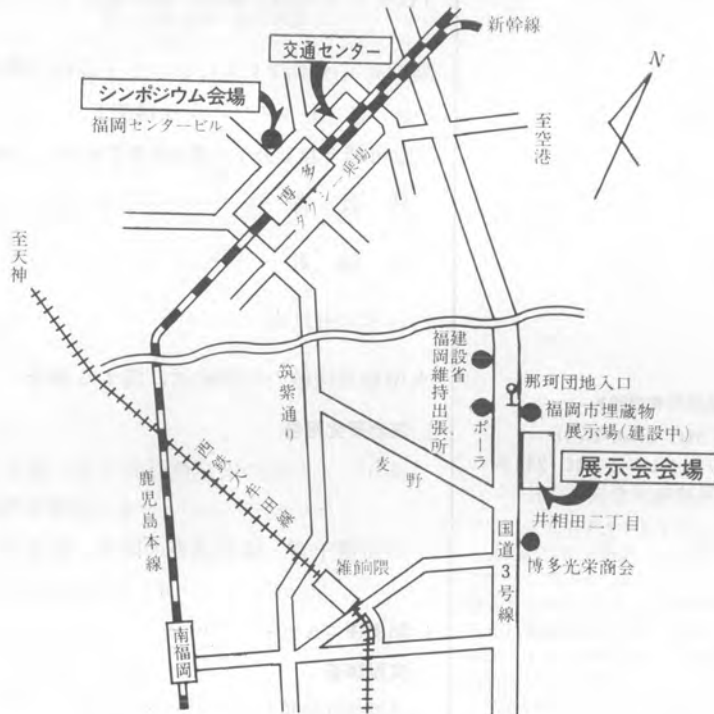 新幹線
交通センター
シンポジウム会場
福岡センタービル
N
至空港
博多
タクシー乗場
至天神
建設省
福岡維持出張所
那珂団地入口
福岡市埋蔵物
展示場(建設中)
ポーラ
筑紫通り
展示会会場
麦野
西鉄大牟田線
鹿児島本線
井相田二丁目
国道3号線
博多光栄商会
雑餉隈
南福岡